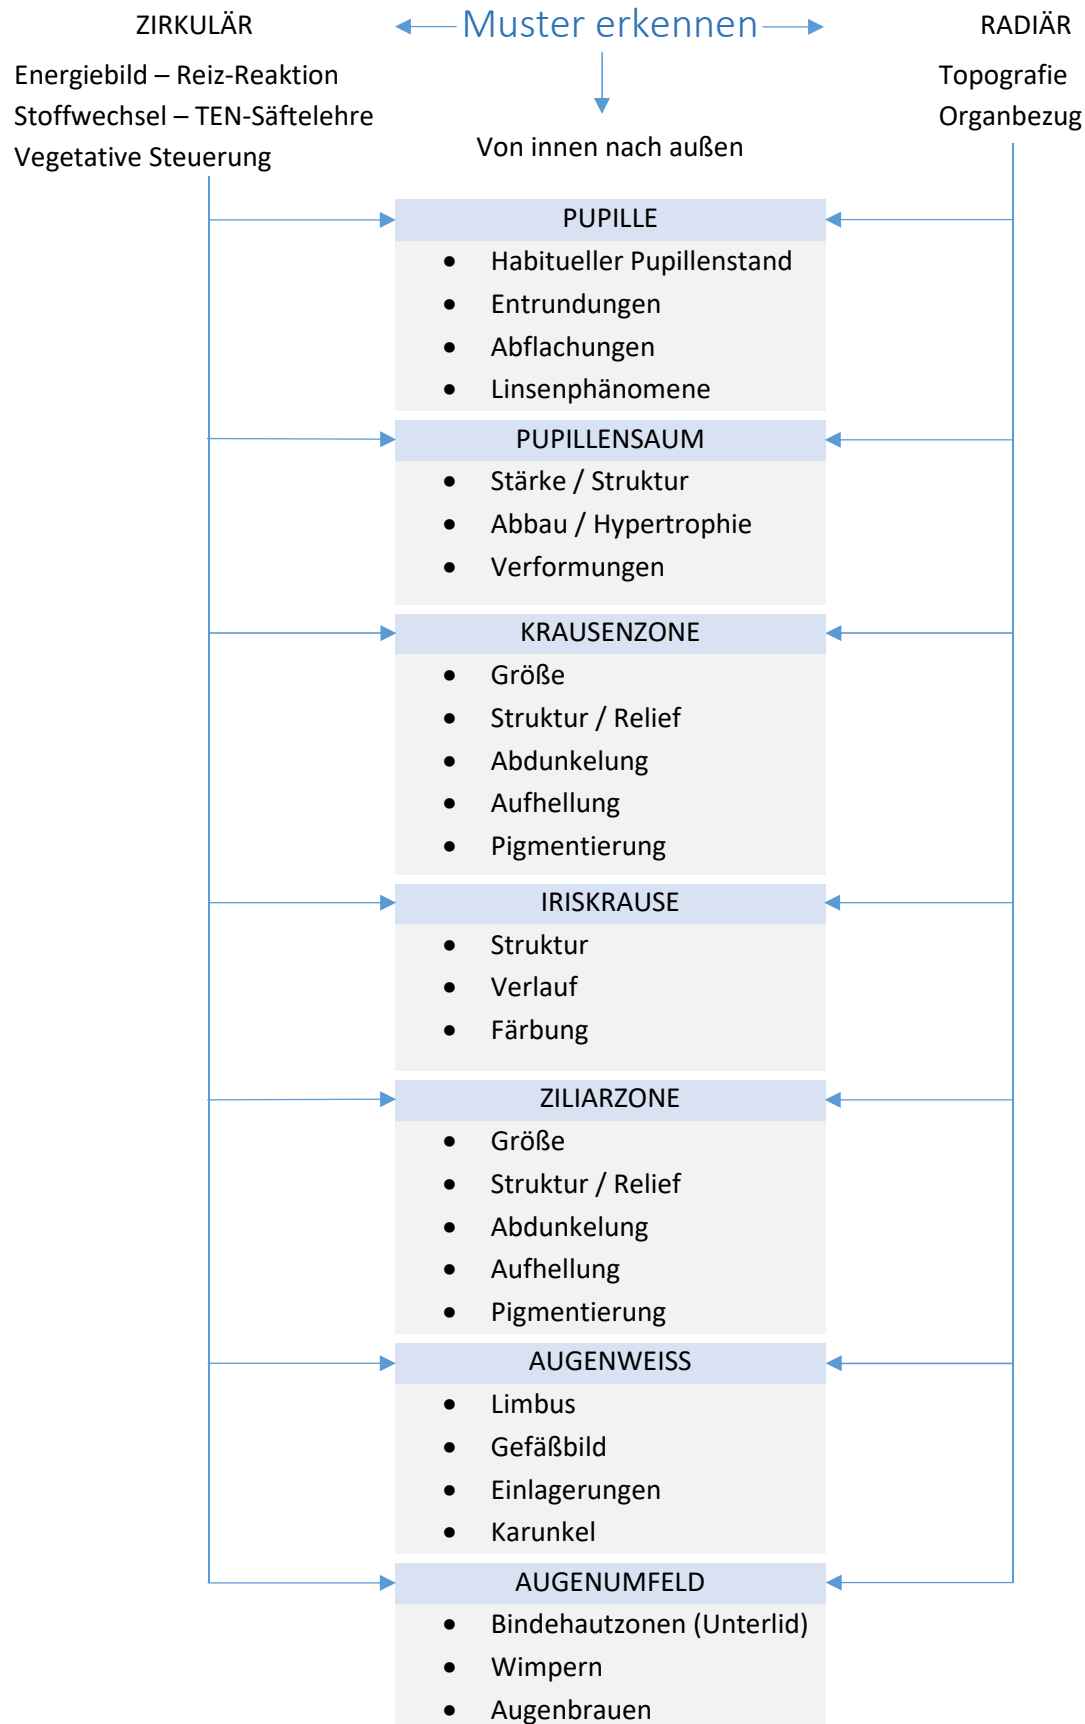 ZIRKULÄR
Muster erkennen
RADIÄR
Energiebild – Reiz-Reaktion
Stoffwechsel – TEN-Säftelehre
Vegetative Steuerung
Topografie
Organbezug
Von innen nach außen
PUPILLE
• Habitueller Pupillenstand
• Entrundungen
• Abflachungen
• Linsenphänomene
PUPILLENSAUM
• Stärke / Struktur
• Abbau / Hypertrophie
• Verformungen
KRAUSENZONE
• Größe
• Struktur / Relief
• Abdunkelung
• Aufhellung
• Pigmentierung
IRISKRAUSE
• Struktur
• Verlauf
• Färbung
ZILIARZONE
• Größe
• Struktur / Relief
• Abdunkelung
• Aufhellung
• Pigmentierung
AUGENWEISS
• Limbus
• Gefäßbild
• Einlagerungen
• Karunkel
AUGENUMFELD
• Bindehautzonen (Unterlid)
• Wimpern
• Augenbrauen